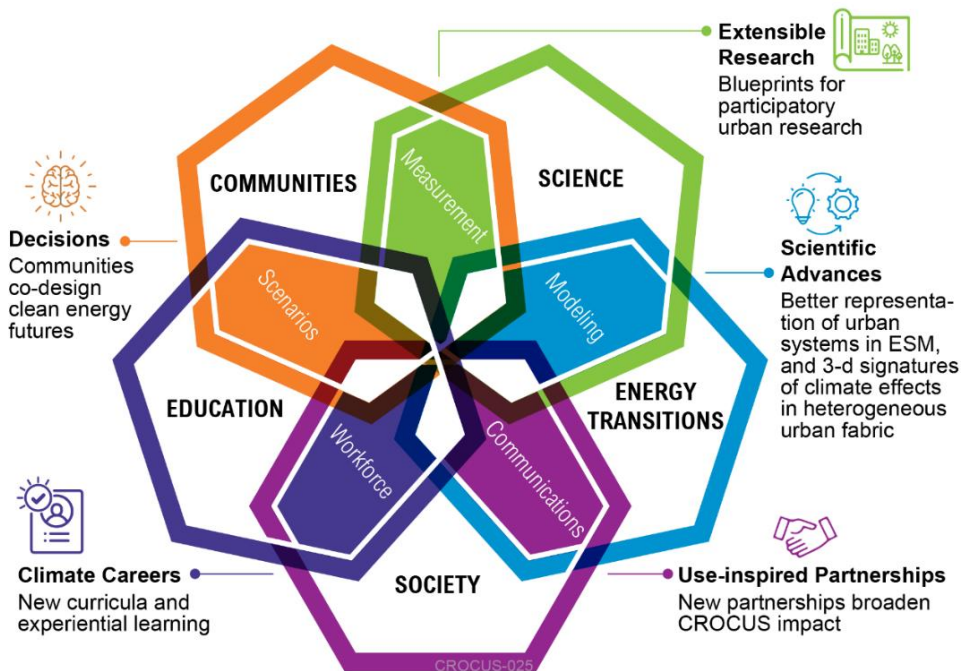 Extensible
Research
Blueprints for
participatory
urban research
COMMUNITIES
Measurement
SCIENCE
Decisions
Communities
co-design
clean energy
futures
Scenarios
Modeling
Scientific
Advances
Better representa-
tion of urban
systems in ESM,
and 3-d signatures
of climate effects
in heterogeneous
urban fabric
EDUCATION
ENERGY
TRANSITIONS
Workforce
Communications
Climate Careers
New curricula and
experiential learning
SOCIETY
Use-inspired Partnerships
New partnerships broaden
CROCUS impact
CROCUS-025